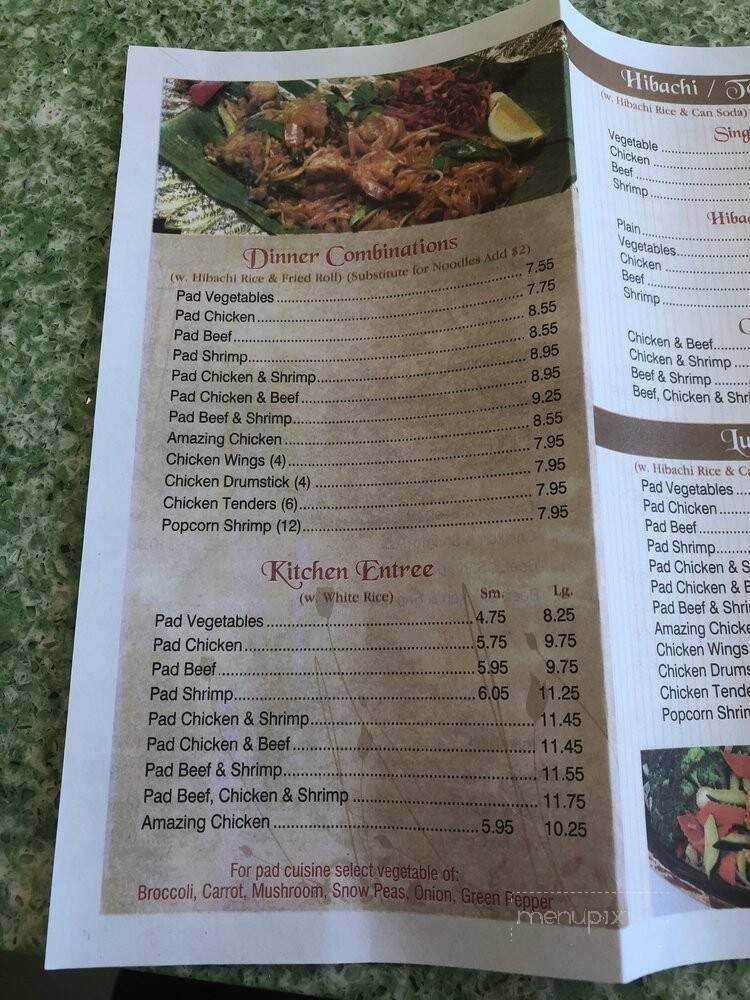 Dinner Combinations
(w. Hibachi Rice & Fried Roll) (Substitute for Noodles Add $2)
Pad Vegetables 7.55
Pad Chicken 7.75
Pad Beef 8.55
Pad Shrimp 8.55
Pad Chicken & Shrimp 8.95
Pad Chicken & Beef 8.95
Pad Beef & Shrimp 9.25
Amazing Chicken 8.55
Chicken Wings (4) 7.95
Chicken Drumstick (4) 7.95
Chicken Tenders (6) 7.95
Popcorn Shrimp (12) 7.95
Kitchen Entree
(w. White Rice) Sm. Lg.
Pad Vegetables 4.75 8.25
Pad Chicken 5.75 9.75
Pad Beef 5.95 9.75
Pad Shrimp 6.05 11.25
Pad Chicken & Shrimp 11.45
Pad Chicken & Beef 11.45
Pad Beef & Shrimp 11.55
Pad Beef, Chicken & Shrimp 11.75
Amazing Chicken 5.95 10.25
For pad cuisine select vegetable of:
Broccoli, Carrot, Mushroom, Snow Peas, Onion, Green Pepper
menupix
Hibachi /
(w. Hibachi Rice & Can Soda)
Sing
Vegetable
Chicken
Beef
Shrimp
Hiba
Plain
Vegetables
Chicken
Beef
Shrimp
C
Chicken & Beef
Chicken & Shrimp
Beef & Shrimp
Beef, Chicken & Shri
Lu
(w. Hibachi Rice & Ca
Pad Vegetables
Pad Chicken
Pad Beef
Pad Shrimp
Pad Chicken & S
Pad Chicken & B
Pad Beef & Shri
Amazing Chicke
Chicken Wings
Chicken Drums
Chicken Tende
Popcorn Shrim